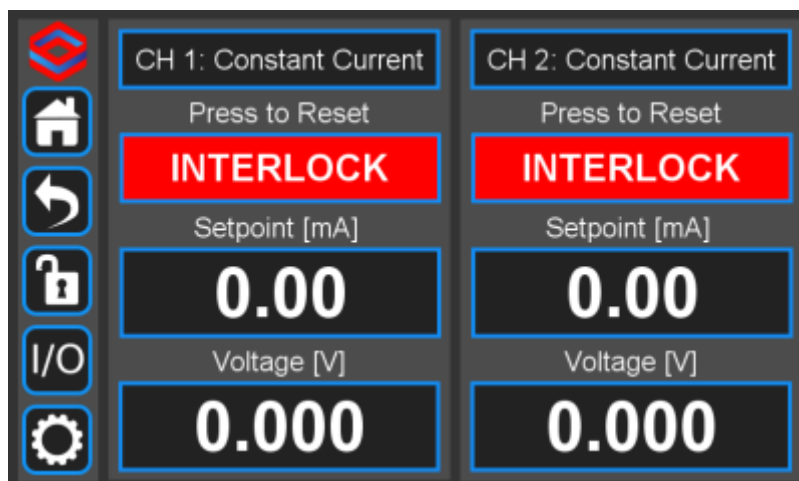 CH 1: Constant Current
Press to Reset
INTERLOCK
Setpoint [mA]
0.00
Voltage [V]
0.000
CH 2: Constant Current
Press to Reset
INTERLOCK
Setpoint [mA]
0.00
Voltage [V]
0.000
I/O